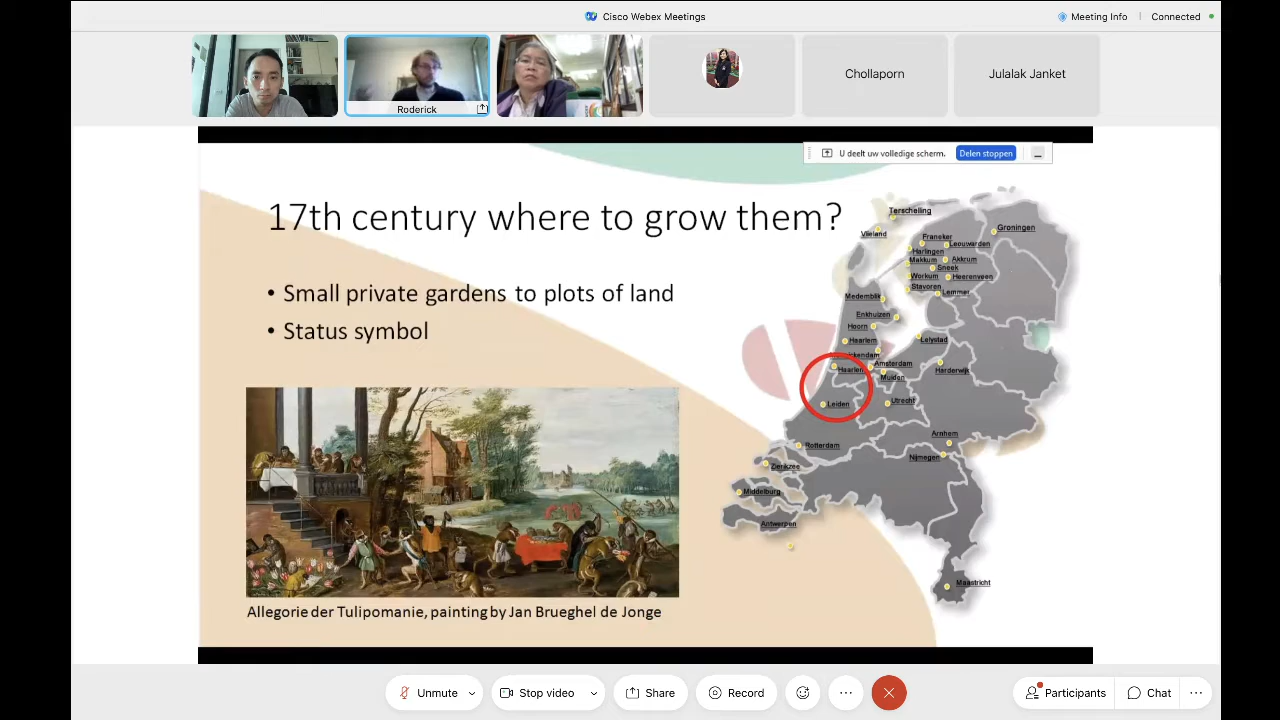 Cisco Webex Meetings
Meeting Info
Connected
Roderick
Chollaporn
Julalak Janket
U deelt uw volledige scherm.
Delen stoppen
17th century where to grow them?
• Small private gardens to plots of land
• Status symbol
Allegorie der Tulipomanie, painting by Jan Brueghel de Jonge
Terschelling
Vlieland
Groningen
Franeker
Leeuwarden
Harlingen
Makkum
Akkrum
Sneek
Workum
Heerenveen
Stavoren
Lemmer
Medemblik
Enkhuizen
Hoorn
Haarlem
Lelystad
Amsterdam
Haarlem
Muiden
Harderwijk
Leiden
Utrecht
Arnhem
Rotterdam
Nijmegen
Zierikzee
Middelburg
Antwerpen
Maastricht
Unmute
Stop video
Share
Record
Participants
Chat